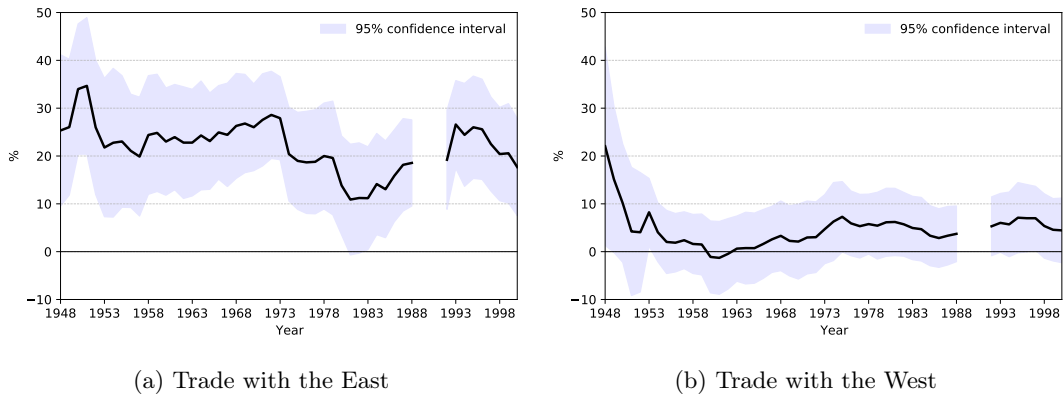 50
40
30
20
10
0
−10
%
95% confidence interval
1948 1953 1958 1963 1968 1973 1978 1983 1988 1993 1998
Year
(a) Trade with the East
50
40
30
20
10
0
−10
%
95% confidence interval
1948 1953 1958 1963 1968 1973 1978 1983 1988 1993 1998
Year
(b) Trade with the West